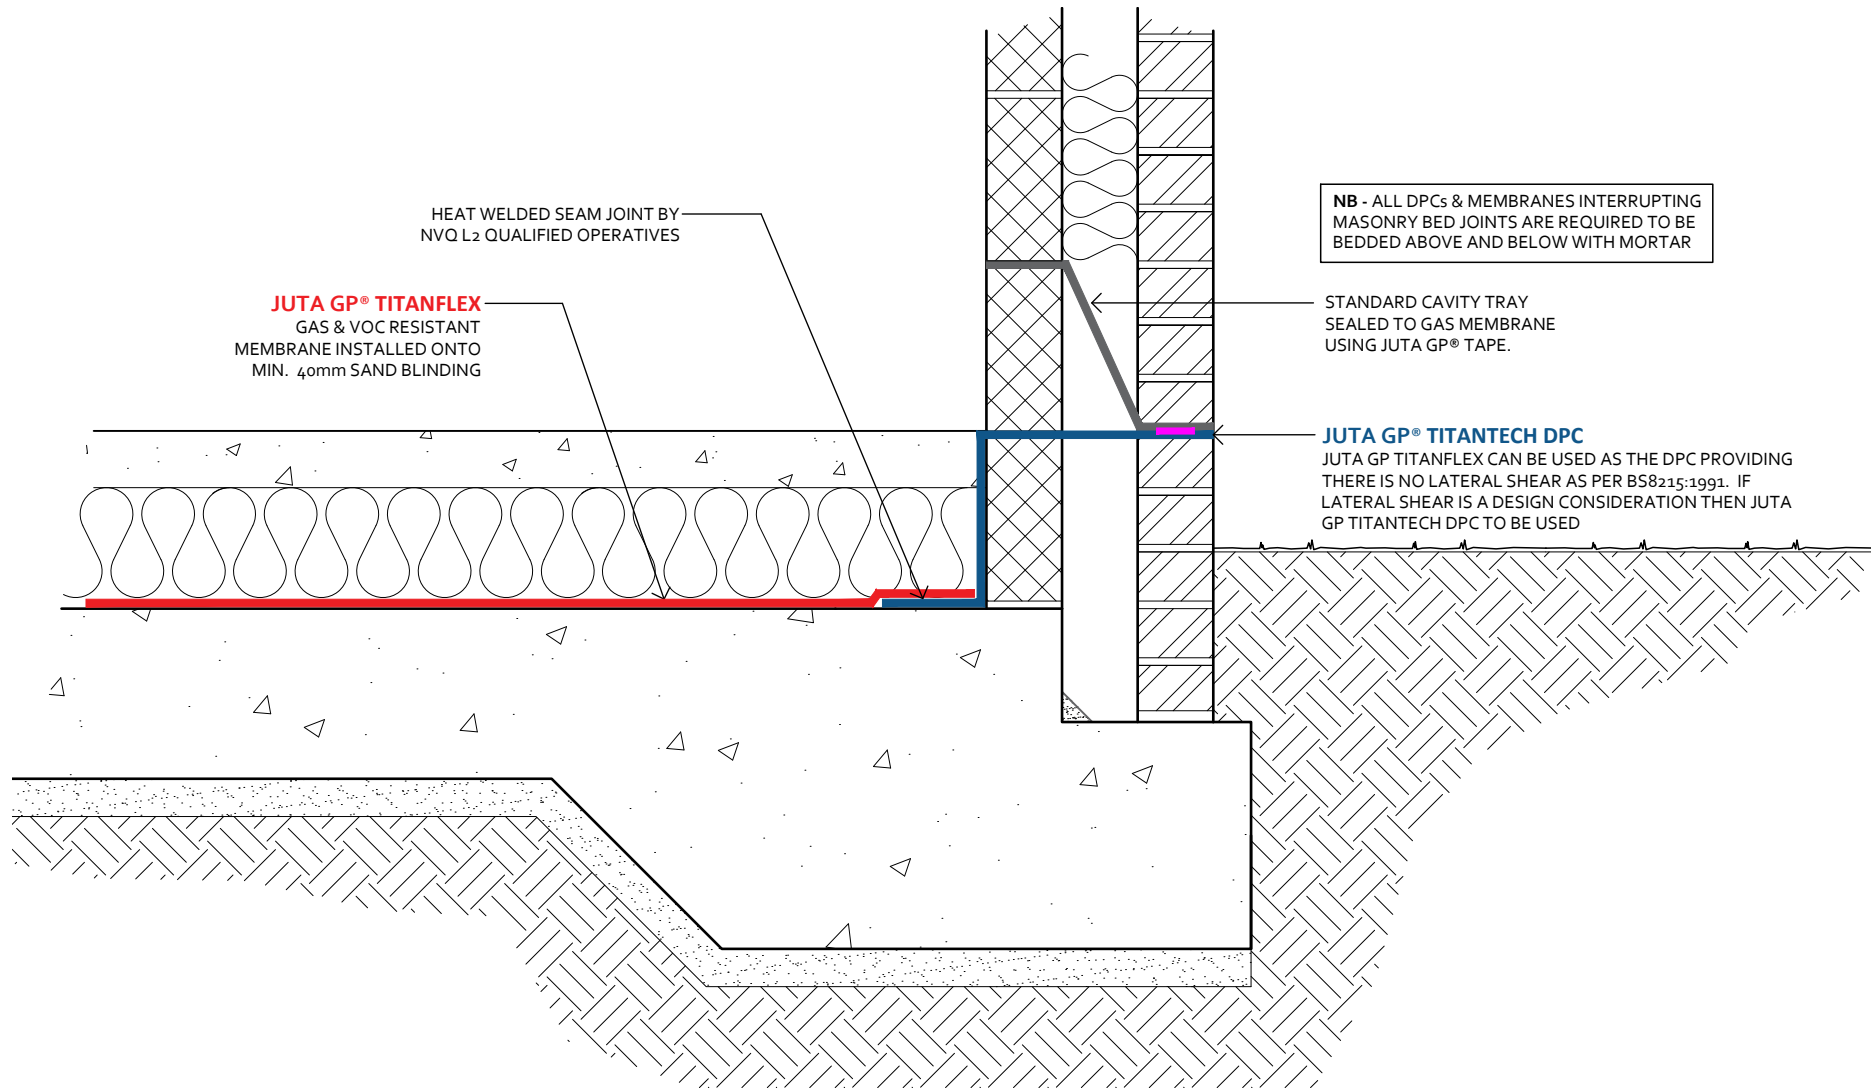 HEAT WELDED SEAM JOINT BY
NVQ L2 QUALIFIED OPERATIVES
JUTA GP® TITANFLEX
GAS & VOC RESISTANT
MEMBRANE INSTALLED ONTO
MIN. 40mm SAND BLINDING
NB - ALL DPCs & MEMBRANES INTERRUPTING
MASONRY BED JOINTS ARE REQUIRED TO BE
BEDDED ABOVE AND BELOW WITH MORTAR
STANDARD CAVITY TRAY
SEALED TO GAS MEMBRANE
USING JUTA GP® TAPE.
JUTA GP® TITANTECH DPC
JUTA GP TITANFLEX CAN BE USED AS THE DPC PROVIDING
THERE IS NO LATERAL SHEAR AS PER BS8215:1991. IF
LATERAL SHEAR IS A DESIGN CONSIDERATION THEN JUTA
GP TITANTECH DPC TO BE USED